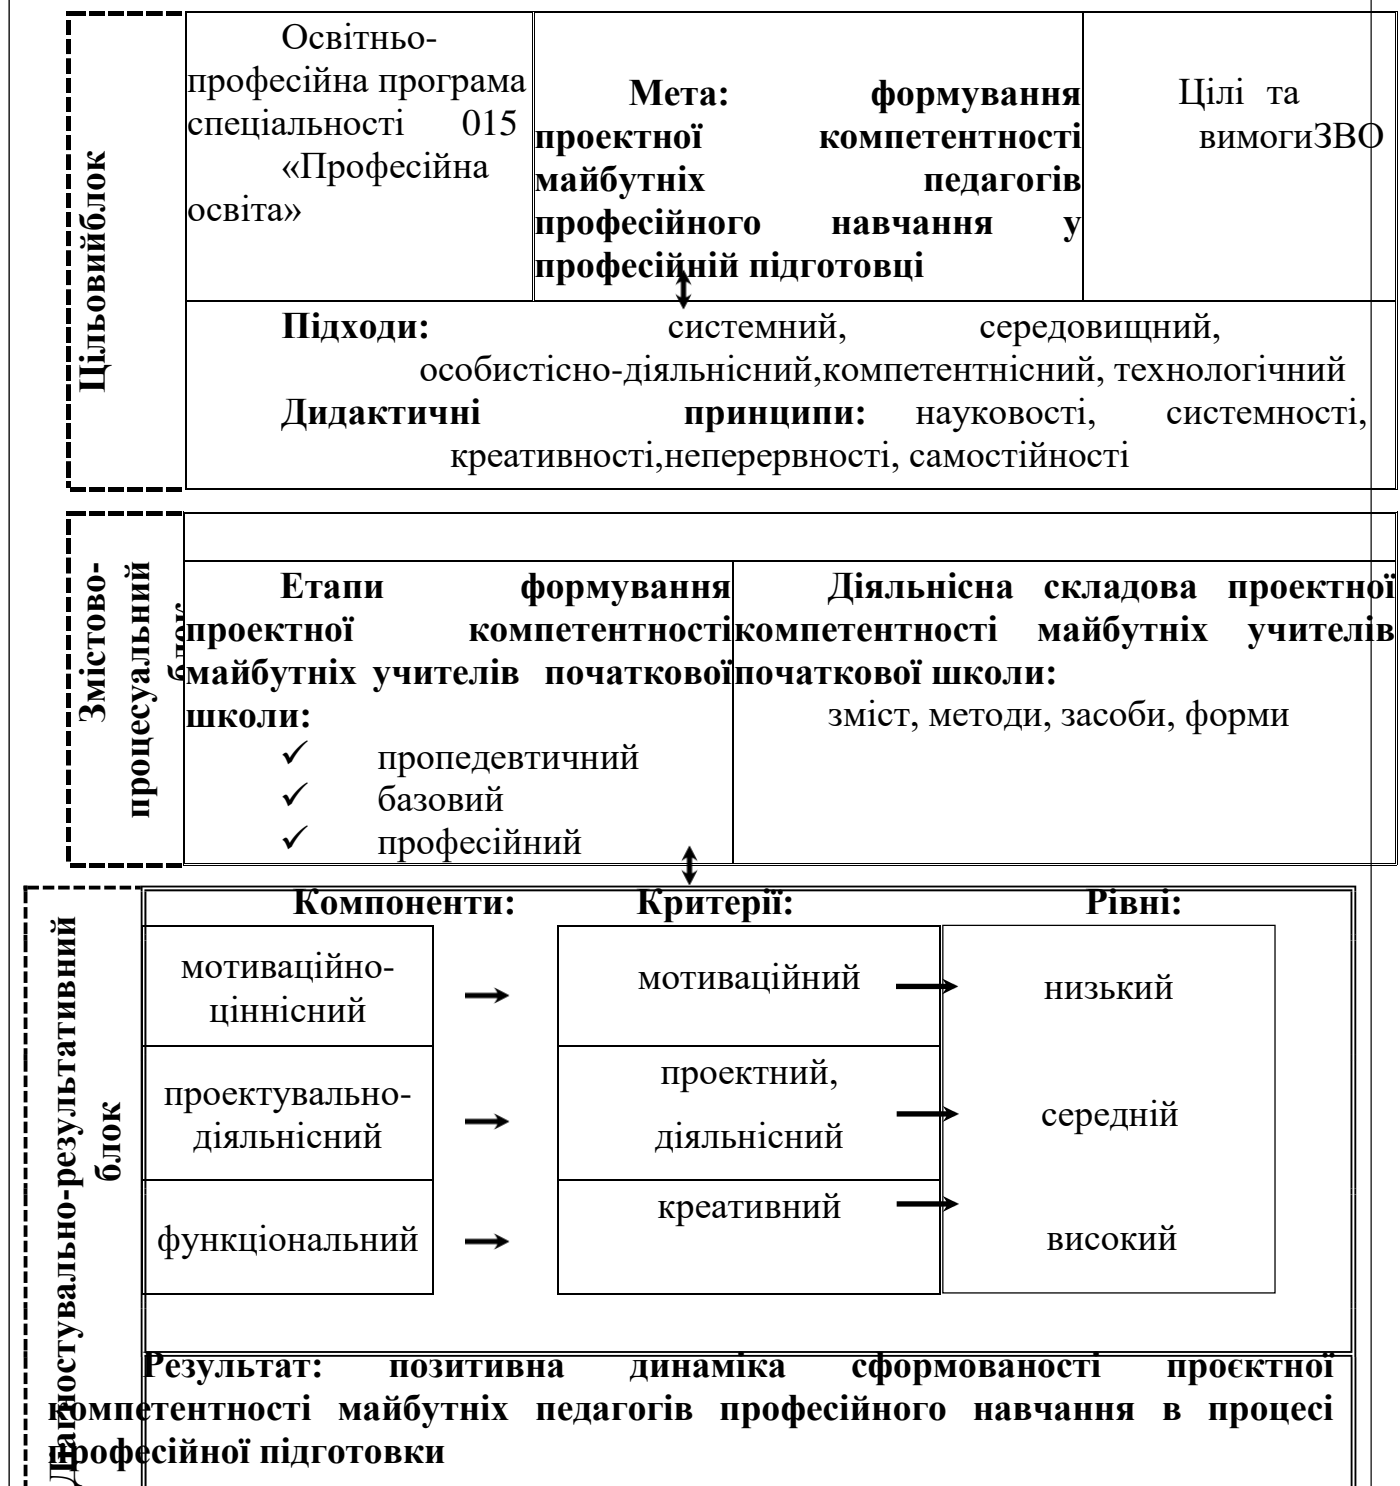 Цільовийблок
Освітньо-
професійна програма
спеціальності 015
«Професійна
освіта»
Мета: формування
проектної компетентності
майбутніх педагогів
професійного навчання у
професійній підготовці
Цілі та
вимогиЗВО
Підходи: системний, середовищний,
особистісно-діяльнісний,компетентнісний, технологічний
Дидактичні принципи: науковості, системності,
креативності,неперервності, самостійності
Змістово-
процесуальний
блок
Етапи формування
проектної компетентності
майбутніх учителів початкової
школи:
✓ пропедевтичний
✓ базовий
✓ професійний
Діяльнісна складова проектної
компетентності майбутніх учителів
початкової школи:
зміст, методи, засоби, форми
Діагностувально-результативний
блок
Компоненти: Критерії: Рівні:
мотиваційно-
ціннісний
мотиваційний
низький
проектувально-
діяльнісний
проектний,
діяльнісний
середній
функціональний
креативний
високий
Результат: позитивна динаміка сформованості проєктної
компетентності майбутніх педагогів професійного навчання в процесі
професійної підготовки